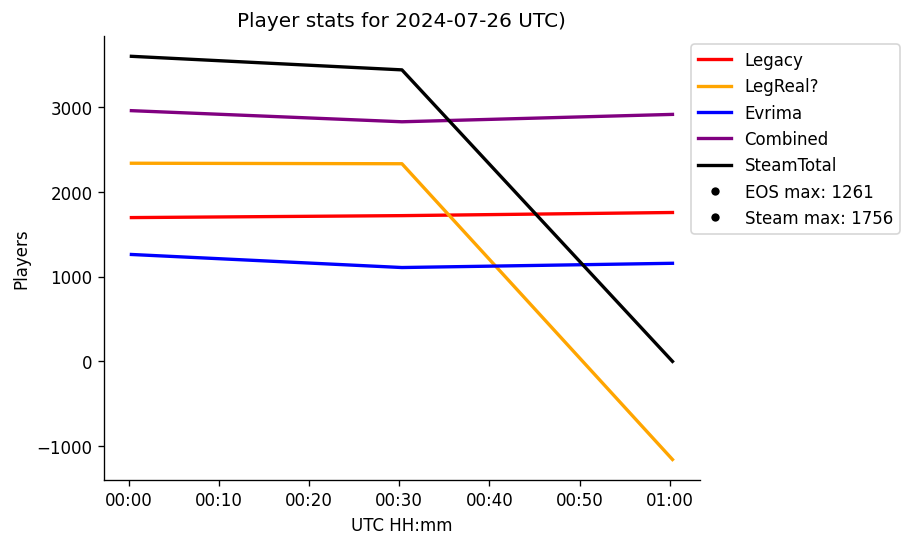 Player stats for 2024-07-26 UTC)
Legacy
LegReal?
Evrima
Combined
SteamTotal
EOS max: 1261
Steam max: 1756
Players
3000
2000
1000
0
−1000
00:00 00:10 00:20 00:30 00:40 00:50 01:00
UTC HH:mm